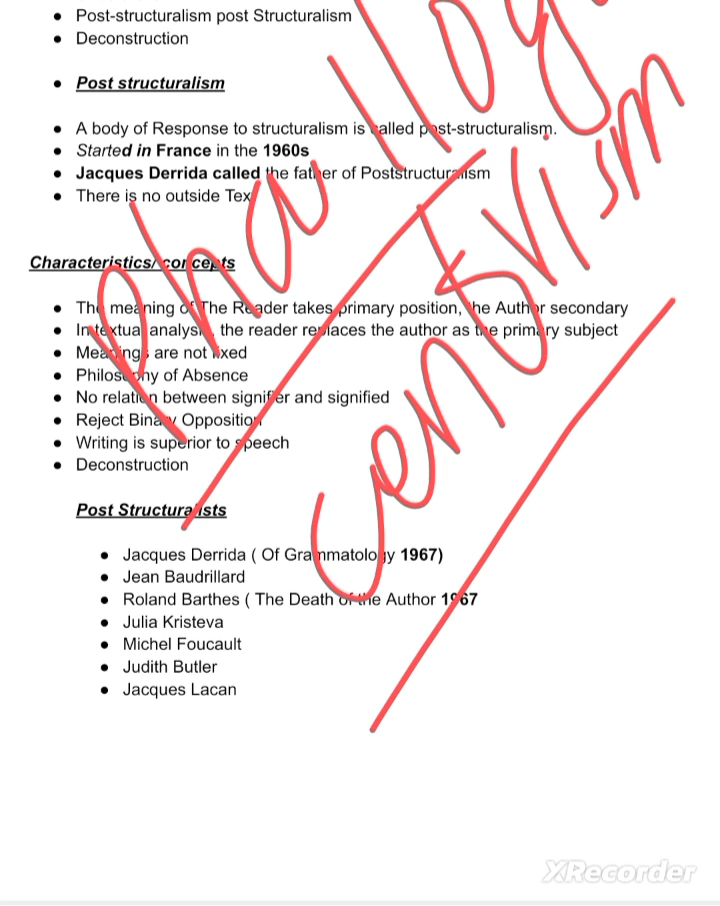 Post-structuralism post Structuralism
Deconstruction
Post structuralism
A body of Response to structuralism is called post-structuralism.
Started in France in the 1960s
Jacques Derrida called the father of Poststructuralism
There is no outside Text
Characteristics/concepts
The meaning of The Reader takes primary position, the Author secondary
In textual analysis, the reader replaces the author as the primary subject
Meanings are not fixed
Philosophy of Absence
No relation between signifier and signified
Reject Binary Opposition
Writing is superior to speech
Deconstruction
Post Structuralists
Jacques Derrida ( Of Grammatology 1967)
Jean Baudrillard
Roland Barthes ( The Death of the Author 1967
Julia Kristeva
Michel Foucault
Judith Butler
Jacques Lacan
Phallog
centrism
XRecorder